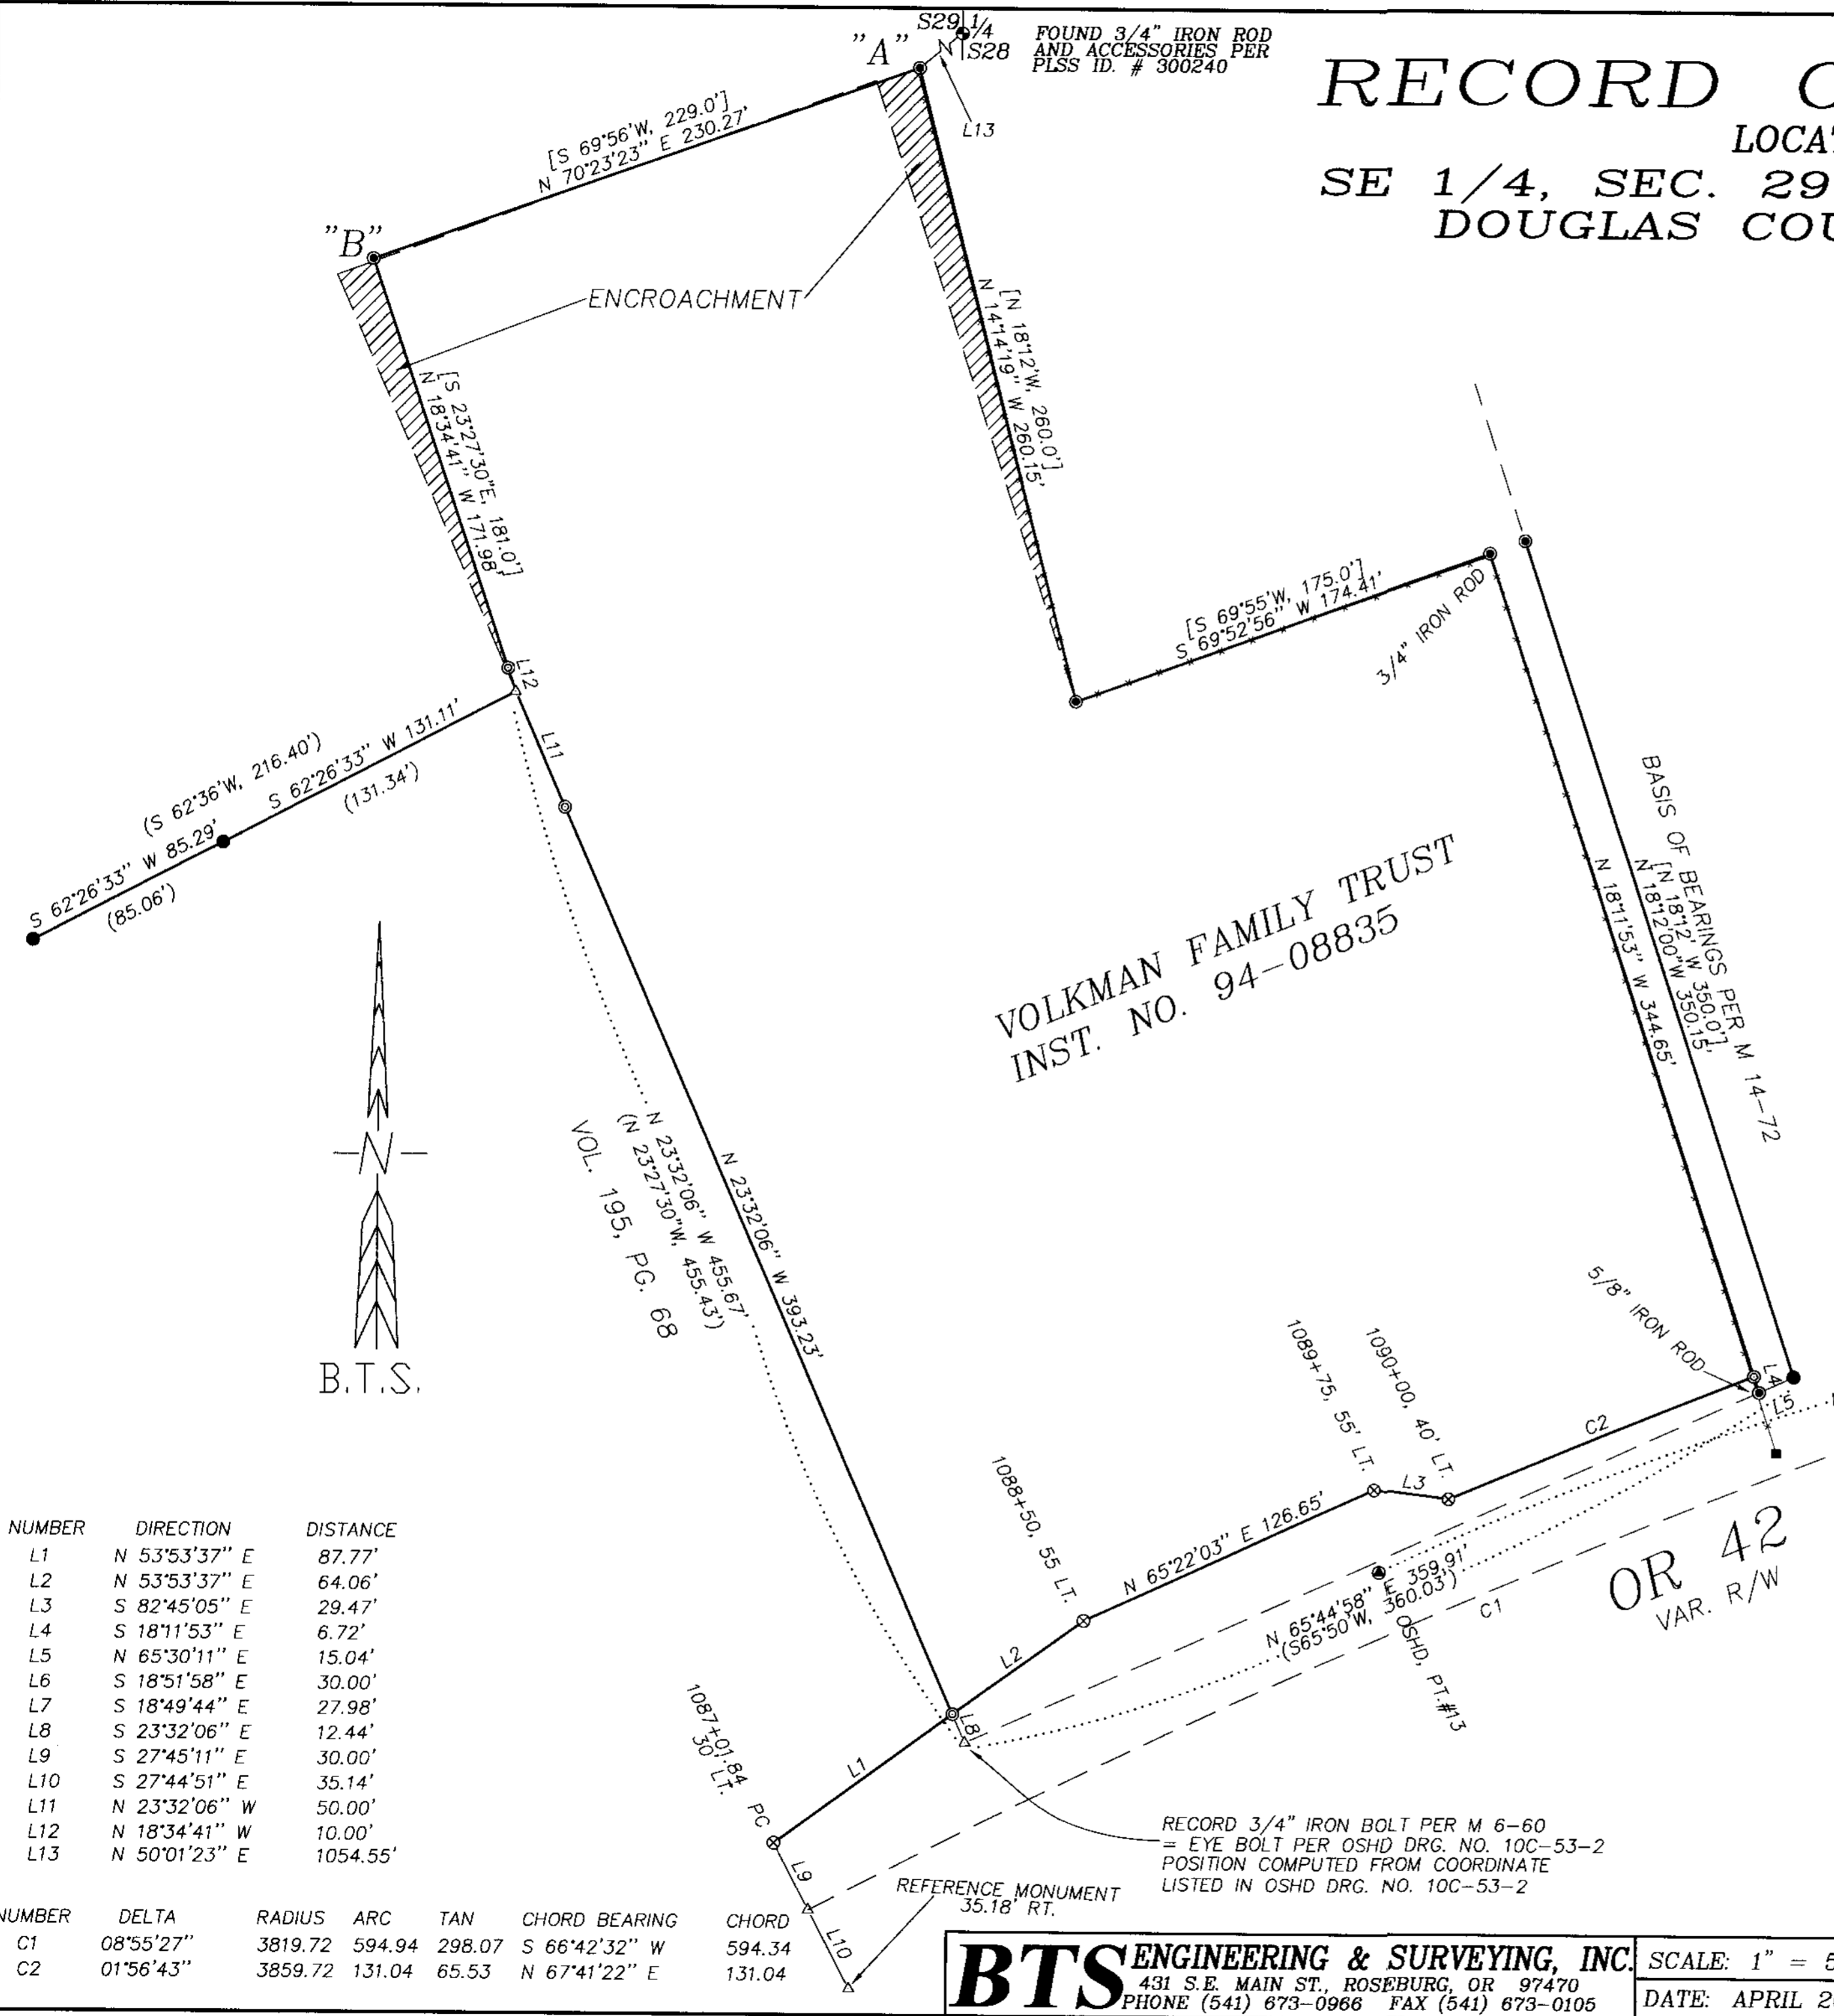 S29 1/4
S28
FOUND 3/4" IRON ROD
AND ACCESSORIES PER
PLSS ID. # 300240
"A"
N
L13
RECORD
LOCAT
SE 1/4, SEC. 29
DOUGLAS COU
[S 69°56'W, 229.0']
N 70°23'23" E 230.27'
"B"
ENCROACHMENT
[N 18°12'W, 260.0']
N 14°14'19" W 260.15'
[S 23°27'30"E, 181.0']
N 18°34'41" W 171.98'
L12
L11
[S 69°55'W, 175.0']
S 69°52'56" W 174.41'
3/4" IRON ROD
(S 62°36'W, 216.40')
S 62°26'33" W 131.11'
(131.34')
S 62°26'33" W 85.29'
(85.06')
BASIS OF BEARINGS PER M 14-72
[N 18°12' W 350.0']
N 18°12'00"W 350.15'
N 18°11'53" W 344.65'
VOLKMAN FAMILY TRUST
INST. NO. 94-08835
N
B.T.S.
VOL. 195, PG. 68
N 23°32'06" W 455.67'
(N 23°27'30"W, 455.43')
N 23°32'06" W 393.23'
5/8" IRON ROD
L4
L5
1089+75, 55' LT.
1090+00, 40' LT.
L3
C2
1088+50, 55 LT.
N 65°22'03" E 126.65'
N 65°44'58" E 359.91'
(S65°50'W, 360.03')
OSHD, PT.#13
C1
OR 42
VAR. R/W
L2
L8
1087+01.84 PC
30' LT.
L1
L9
L10
REFERENCE MONUMENT
35.18' RT.
RECORD 3/4" IRON BOLT PER M 6-60
= EYE BOLT PER OSHD DRG. NO. 10C-53-2
POSITION COMPUTED FROM COORDINATE
LISTED IN OSHD DRG. NO. 10C-53-2
NUMBER DIRECTION DISTANCE
L1 N 53°53'37" E 87.77'
L2 N 53°53'37" E 64.06'
L3 S 82°45'05" E 29.47'
L4 S 18°11'53" E 6.72'
L5 N 65°30'11" E 15.04'
L6 S 18°51'58" E 30.00'
L7 S 18°49'44" E 27.98'
L8 S 23°32'06" E 12.44'
L9 S 27°45'11" E 30.00'
L10 S 27°44'51" E 35.14'
L11 N 23°32'06" W 50.00'
L12 N 18°34'41" W 10.00'
L13 N 50°01'23" E 1054.55'
NUMBER DELTA RADIUS ARC TAN CHORD BEARING CHORD
C1 08°55'27" 3819.72 594.94 298.07 S 66°42'32" W 594.34
C2 01°56'43" 3859.72 131.04 65.53 N 67°41'22" E 131.04
BTS ENGINEERING & SURVEYING, INC.
431 S.E. MAIN ST., ROSEBURG, OR 97470
PHONE (541) 673-0966 FAX (541) 673-0105
SCALE: 1" = 5
DATE: APRIL 2